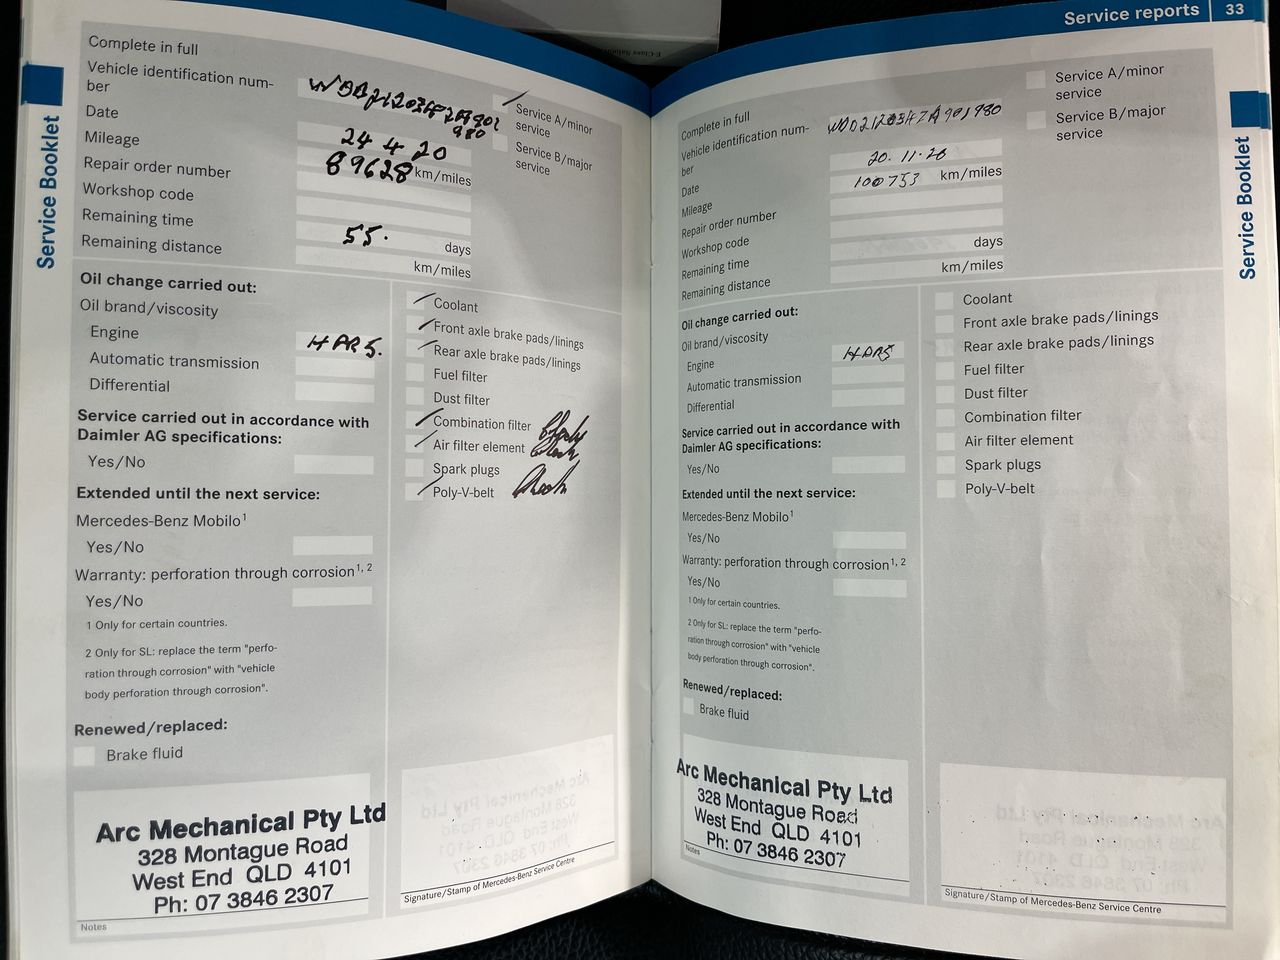 Service reports 33
Service Booklet
Complete in full
Vehicle identification num-
ber
Date 24 4 20
Mileage 89628 km/miles
Repair order number
Workshop code
Remaining time 55. days
Remaining distance km/miles
Service A/minor
service
Service B/major
service
Oil change carried out:
Oil brand/viscosity
Engine HPR5.
Automatic transmission
Differential
Service carried out in accordance with
Daimler AG specifications:
Yes/No
Extended until the next service:
Mercedes-Benz Mobilo1
Yes/No
Warranty: perforation through corrosion1, 2
Yes/No
1 Only for certain countries.
2 Only for SL: replace the term "perfo-
ration through corrosion" with "vehicle
body perforation through corrosion".
Renewed/replaced:
Brake fluid
Coolant
Front axle brake pads/linings
Rear axle brake pads/linings
Fuel filter
Dust filter
Combination filter
Air filter element
Spark plugs
Poly-V-belt
Arc Mechanical Pty Ltd
328 Montague Road
West End QLD 4101
Ph: 07 3846 2307
Notes
Signature/Stamp of Mercedes-Benz Service Centre
Complete in full
Vehicle identification num-
ber
Date 20.11.20
Mileage 100753 km/miles
Repair order number
Workshop code
Remaining time days
Remaining distance km/miles
Service A/minor
service
Service B/major
service
Oil change carried out:
Oil brand/viscosity
Engine HPR5
Automatic transmission
Differential
Service carried out in accordance with
Daimler AG specifications:
Yes/No
Extended until the next service:
Mercedes-Benz Mobilo1
Yes/No
Warranty: perforation through corrosion1, 2
Yes/No
1 Only for certain countries.
2 Only for SL: replace the term "perfo-
ration through corrosion" with "vehicle
body perforation through corrosion".
Renewed/replaced:
Brake fluid
Coolant
Front axle brake pads/linings
Rear axle brake pads/linings
Fuel filter
Dust filter
Combination filter
Air filter element
Spark plugs
Poly-V-belt
Arc Mechanical Pty Ltd
328 Montague Road
West End QLD 4101
Ph: 07 3846 2307
Notes
Signature/Stamp of Mercedes-Benz Service Centre
Service Booklet